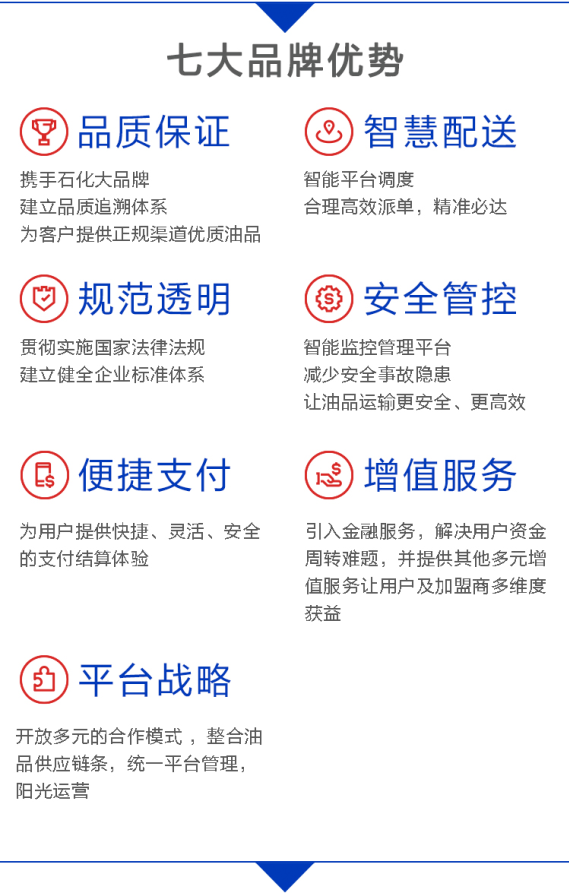 七大品牌优势
品质保证
携手石化大品牌
建立品质追溯体系
为客户提供正规渠道优质油品
智慧配送
智能平台调度
合理高效派单，精准必达
规范透明
贯彻实施国家法律法规
建立健全企业标准体系
安全管控
智能监控管理平台
减少安全事故隐患
让油品运输更安全、更高效
便捷支付
为用户提供快捷、灵活、安全
的支付结算体验
增值服务
引入金融服务，解决用户资金
周转难题，并提供其他多元增
值服务让用户及加盟商多维度
获益
平台战略
开放多元的合作模式 ，整合油
品供应链条，统一平台管理，
阳光运营